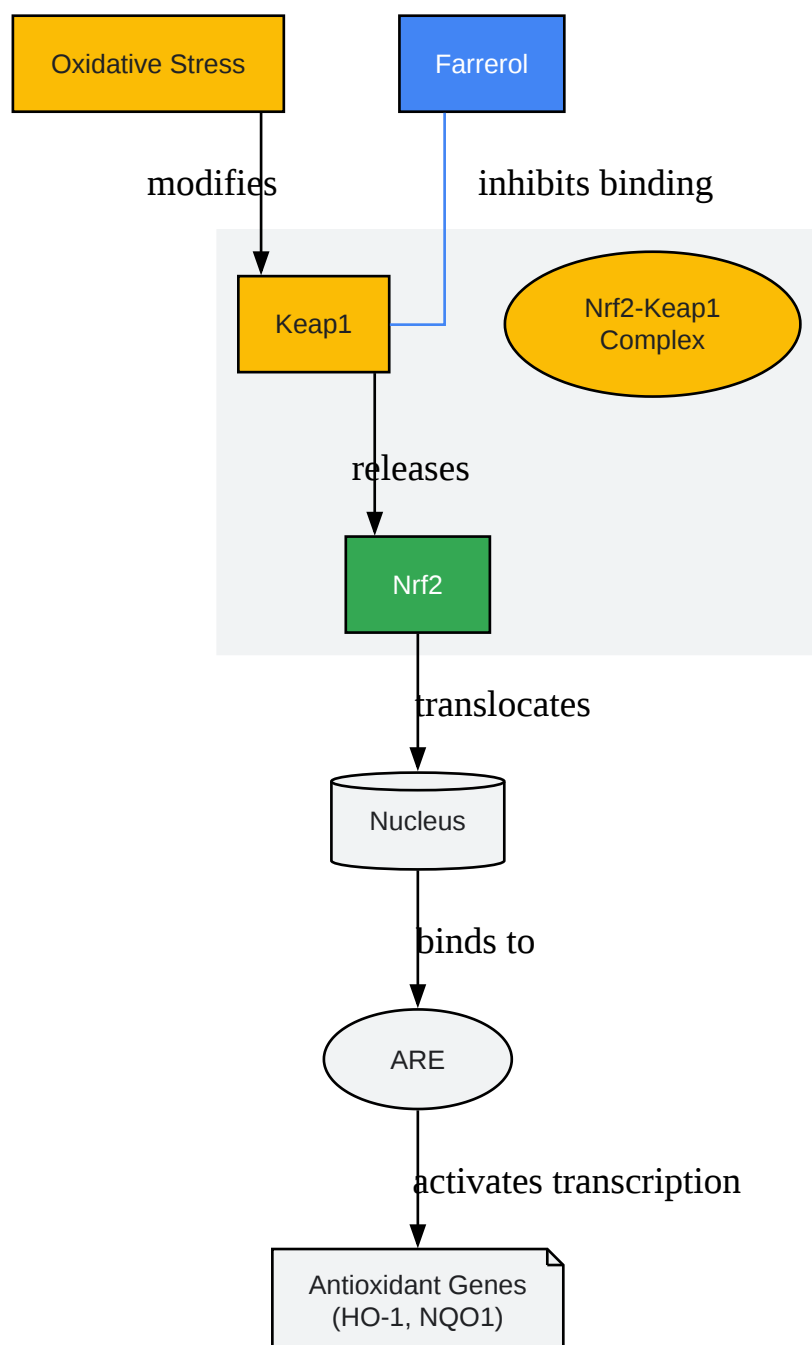 Oxidative Stress
Farrerol
modifies
inhibits binding
Keap1
Nrf2-Keap1
Complex
releases
Nrf2
translocates
Nucleus
binds to
ARE
activates transcription
Antioxidant Genes
(HO-1, NQO1)